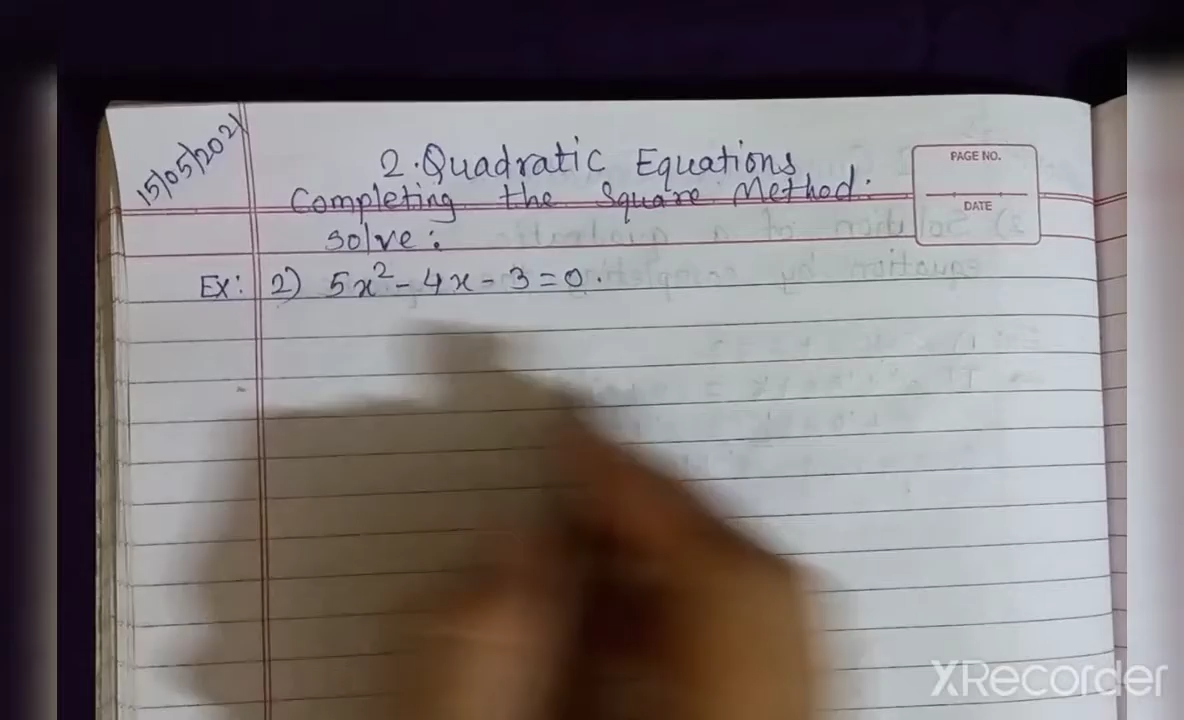 15/05/2021
2. Quadratic Equations
Completing the Square Method.
Solve:
Ex: 2) 5x² - 4x - 3 = 0.
PAGE NO.
DATE
XRecorder